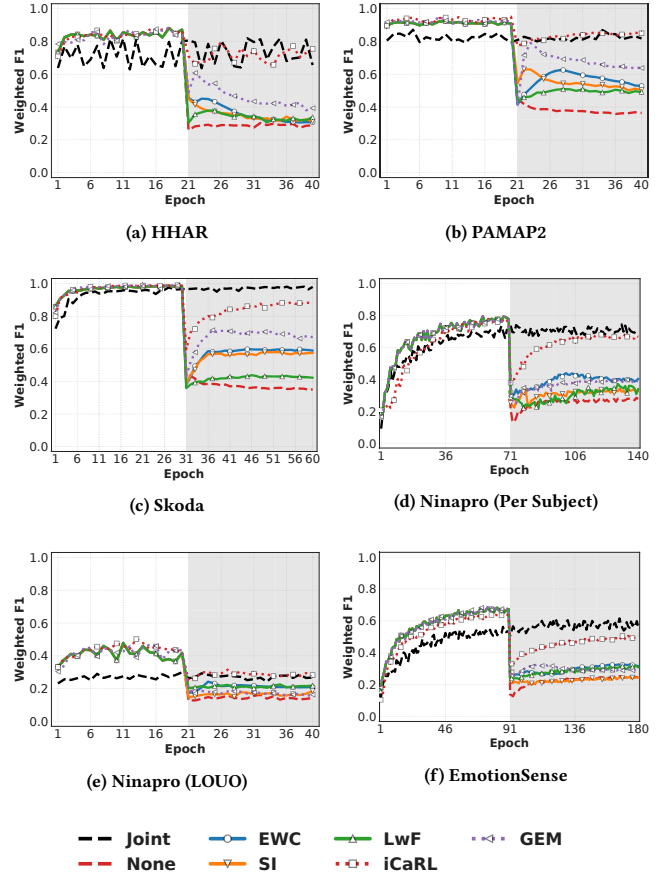 1.0
0.8
0.6
0.4
0.2
0.0
Weighted F1
1 6 11 16 21 26 31 36 40
Epoch
(a) HHAR
1.0
0.8
0.6
0.4
0.2
0.0
Weighted F1
1 6 11 16 21 26 31 36 40
Epoch
(b) PAMAP2
1.0
0.8
0.6
0.4
0.2
0.0
Weighted F1
1 6 11 16 21 26 31 36 41 46 51 56 60
Epoch
(c) Skoda
1.0
0.8
0.6
0.4
0.2
0.0
Weighted F1
1 36 71 106 140
Epoch
(d) Ninapro (Per Subject)
1.0
0.8
0.6
0.4
0.2
0.0
Weighted F1
1 6 11 16 21 26 31 36 40
Epoch
(e) Ninapro (LOUO)
1.0
0.8
0.6
0.4
0.2
0.0
Weighted F1
1 46 91 136 180
Epoch
(f) EmotionSense
Joint EWC LwF GEM
None SI iCaRL